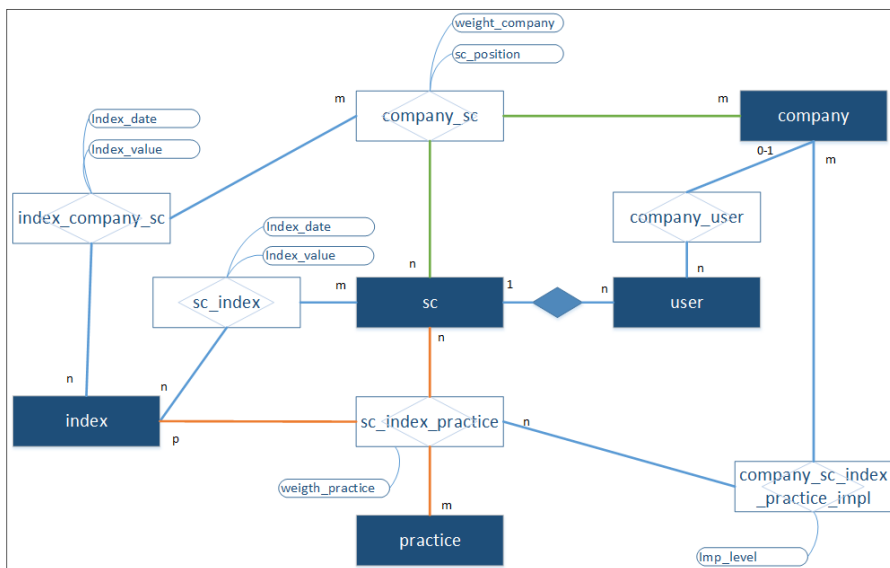 weight_company
sc_position
m
company_sc
m
company
Index_date
Index_value
0-1
m
index_company_sc
company_user
Index_date
Index_value
n
n
sc_index
m
sc
1
n
user
n
n
n
index
p
sc_index_practice
n
weigth_practice
m
practice
company_sc_index
_practice_impl
Imp_level